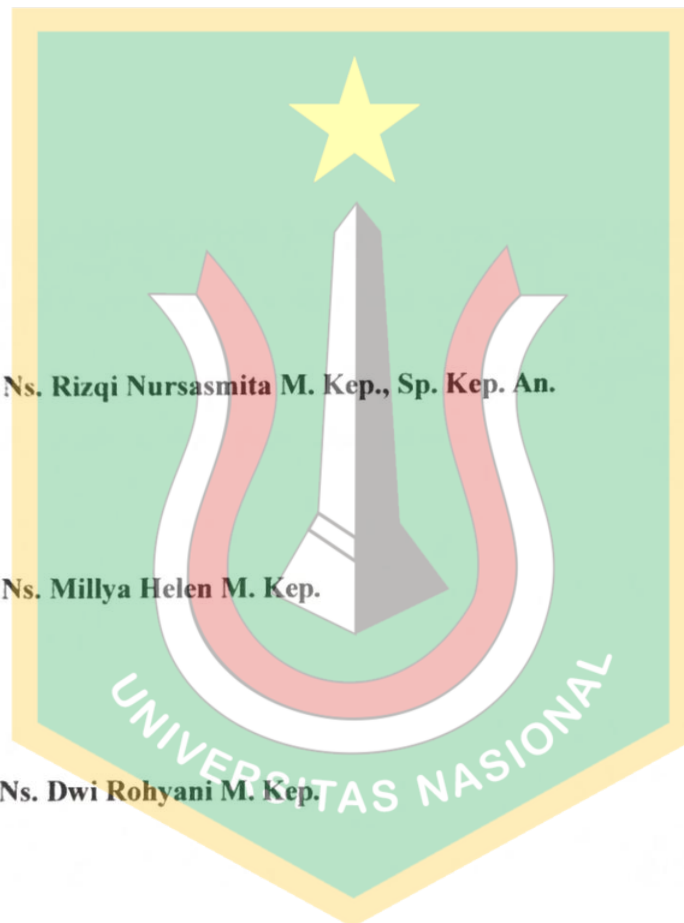 Ns. Rizqi Nursasmita M. Kep., Sp. Kep. An.
Ns. Millya Helen M. Kep.
Ns. Dwi Rohyani M. Kep.
UNIVERSITAS NASIONAL